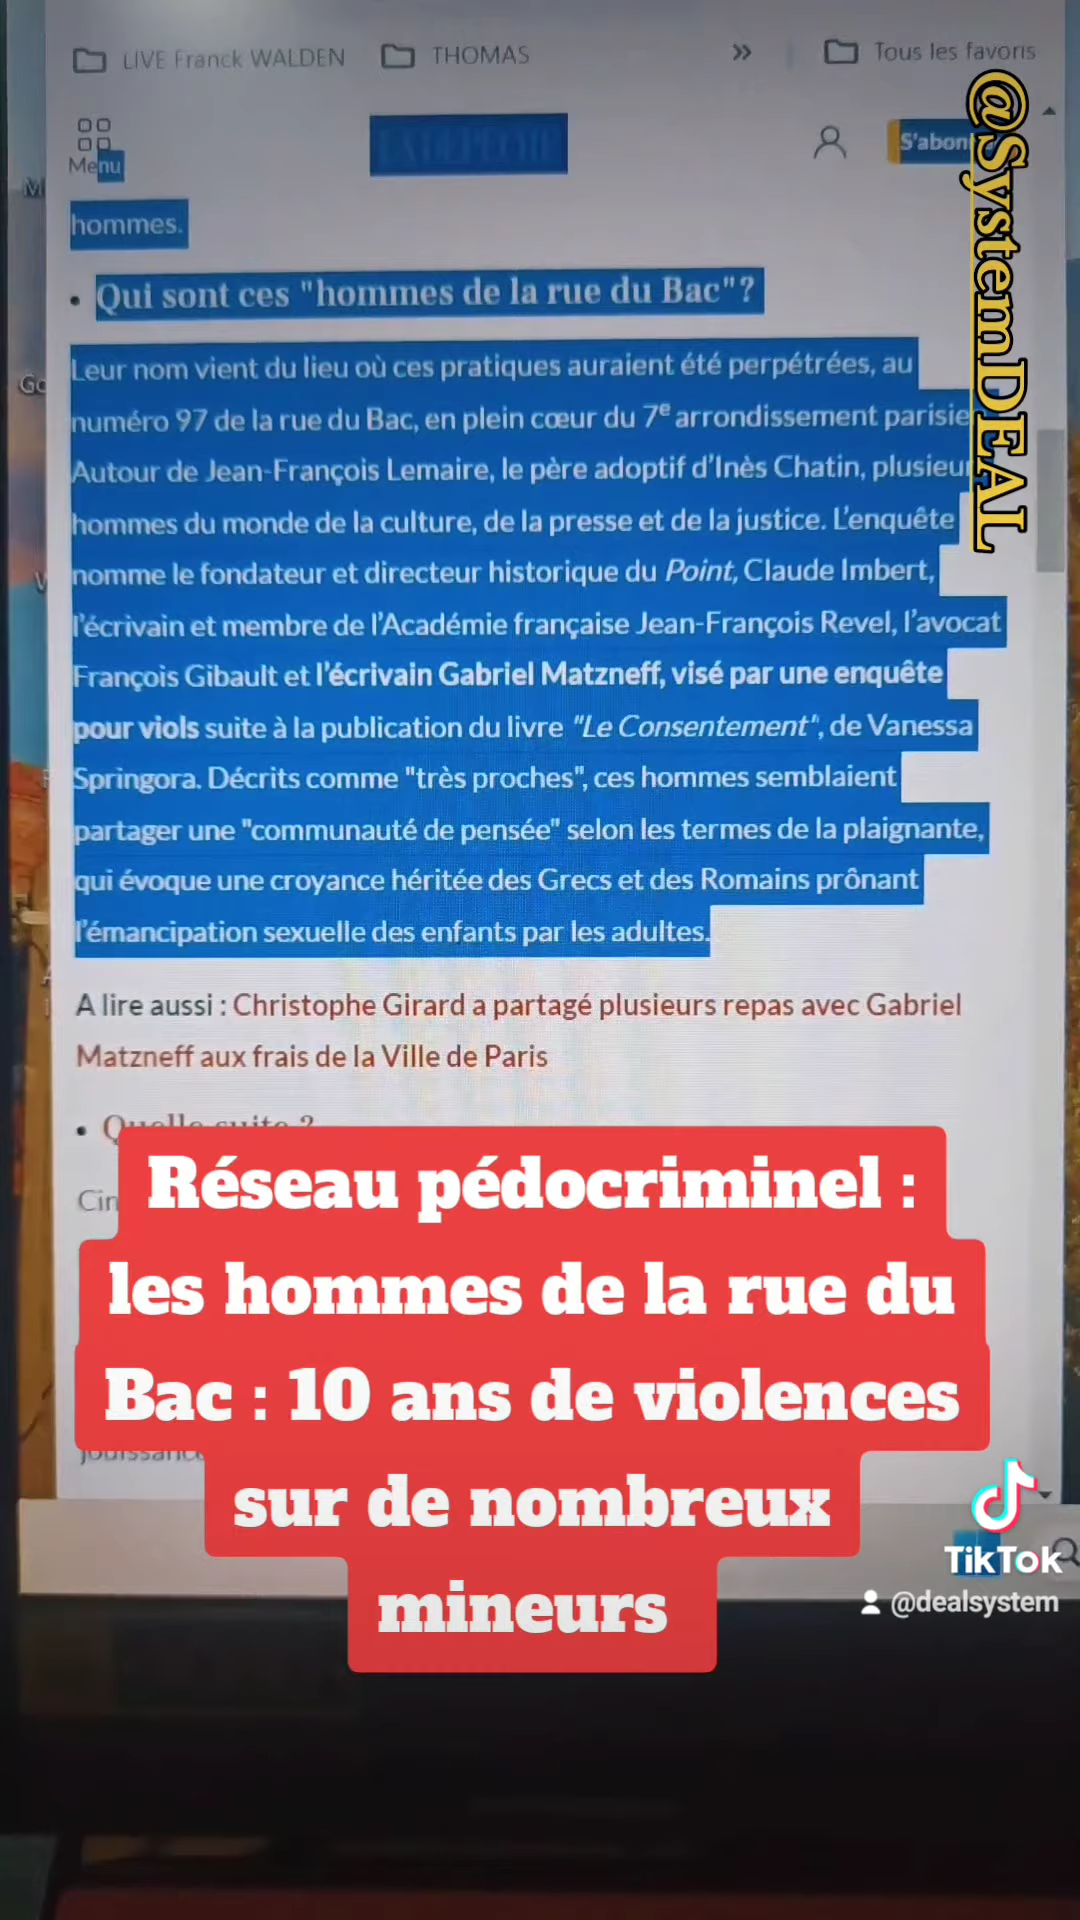 LIVE Franck WALDEN
THOMAS
»
Tous les favoris
@SystemDEAL
Menu
LA DEPECHE
S'abon
hommes.
• Qui sont ces "hommes de la rue du Bac"?
Leur nom vient du lieu où ces pratiques auraient été perpétrées, au
numéro 97 de la rue du Bac, en plein cœur du 7e arrondissement parisie
Autour de Jean-François Lemaire, le père adoptif d'Inès Chatin, plusieur
hommes du monde de la culture, de la presse et de la justice. L'enquête
nomme le fondateur et directeur historique du Point, Claude Imbert,
l'écrivain et membre de l'Académie française Jean-François Revel, l'avocat
François Gibault et l'écrivain Gabriel Matzneff, visé par une enquête
pour viols suite à la publication du livre "Le Consentement", de Vanessa
Springora. Décrits comme "très proches", ces hommes semblaient
partager une "communauté de pensée" selon les termes de la plaignante,
qui évoque une croyance héritée des Grecs et des Romains prônant
l'émancipation sexuelle des enfants par les adultes.
A lire aussi : Christophe Girard a partagé plusieurs repas avec Gabriel
Matzneff aux frais de la Ville de Paris
• Quelle suite ?
Cin
Réseau pédocriminel :
les hommes de la rue du
Bac : 10 ans de violences
sur de nombreux
mineurs
jouissance
TikTok
@dealsystem